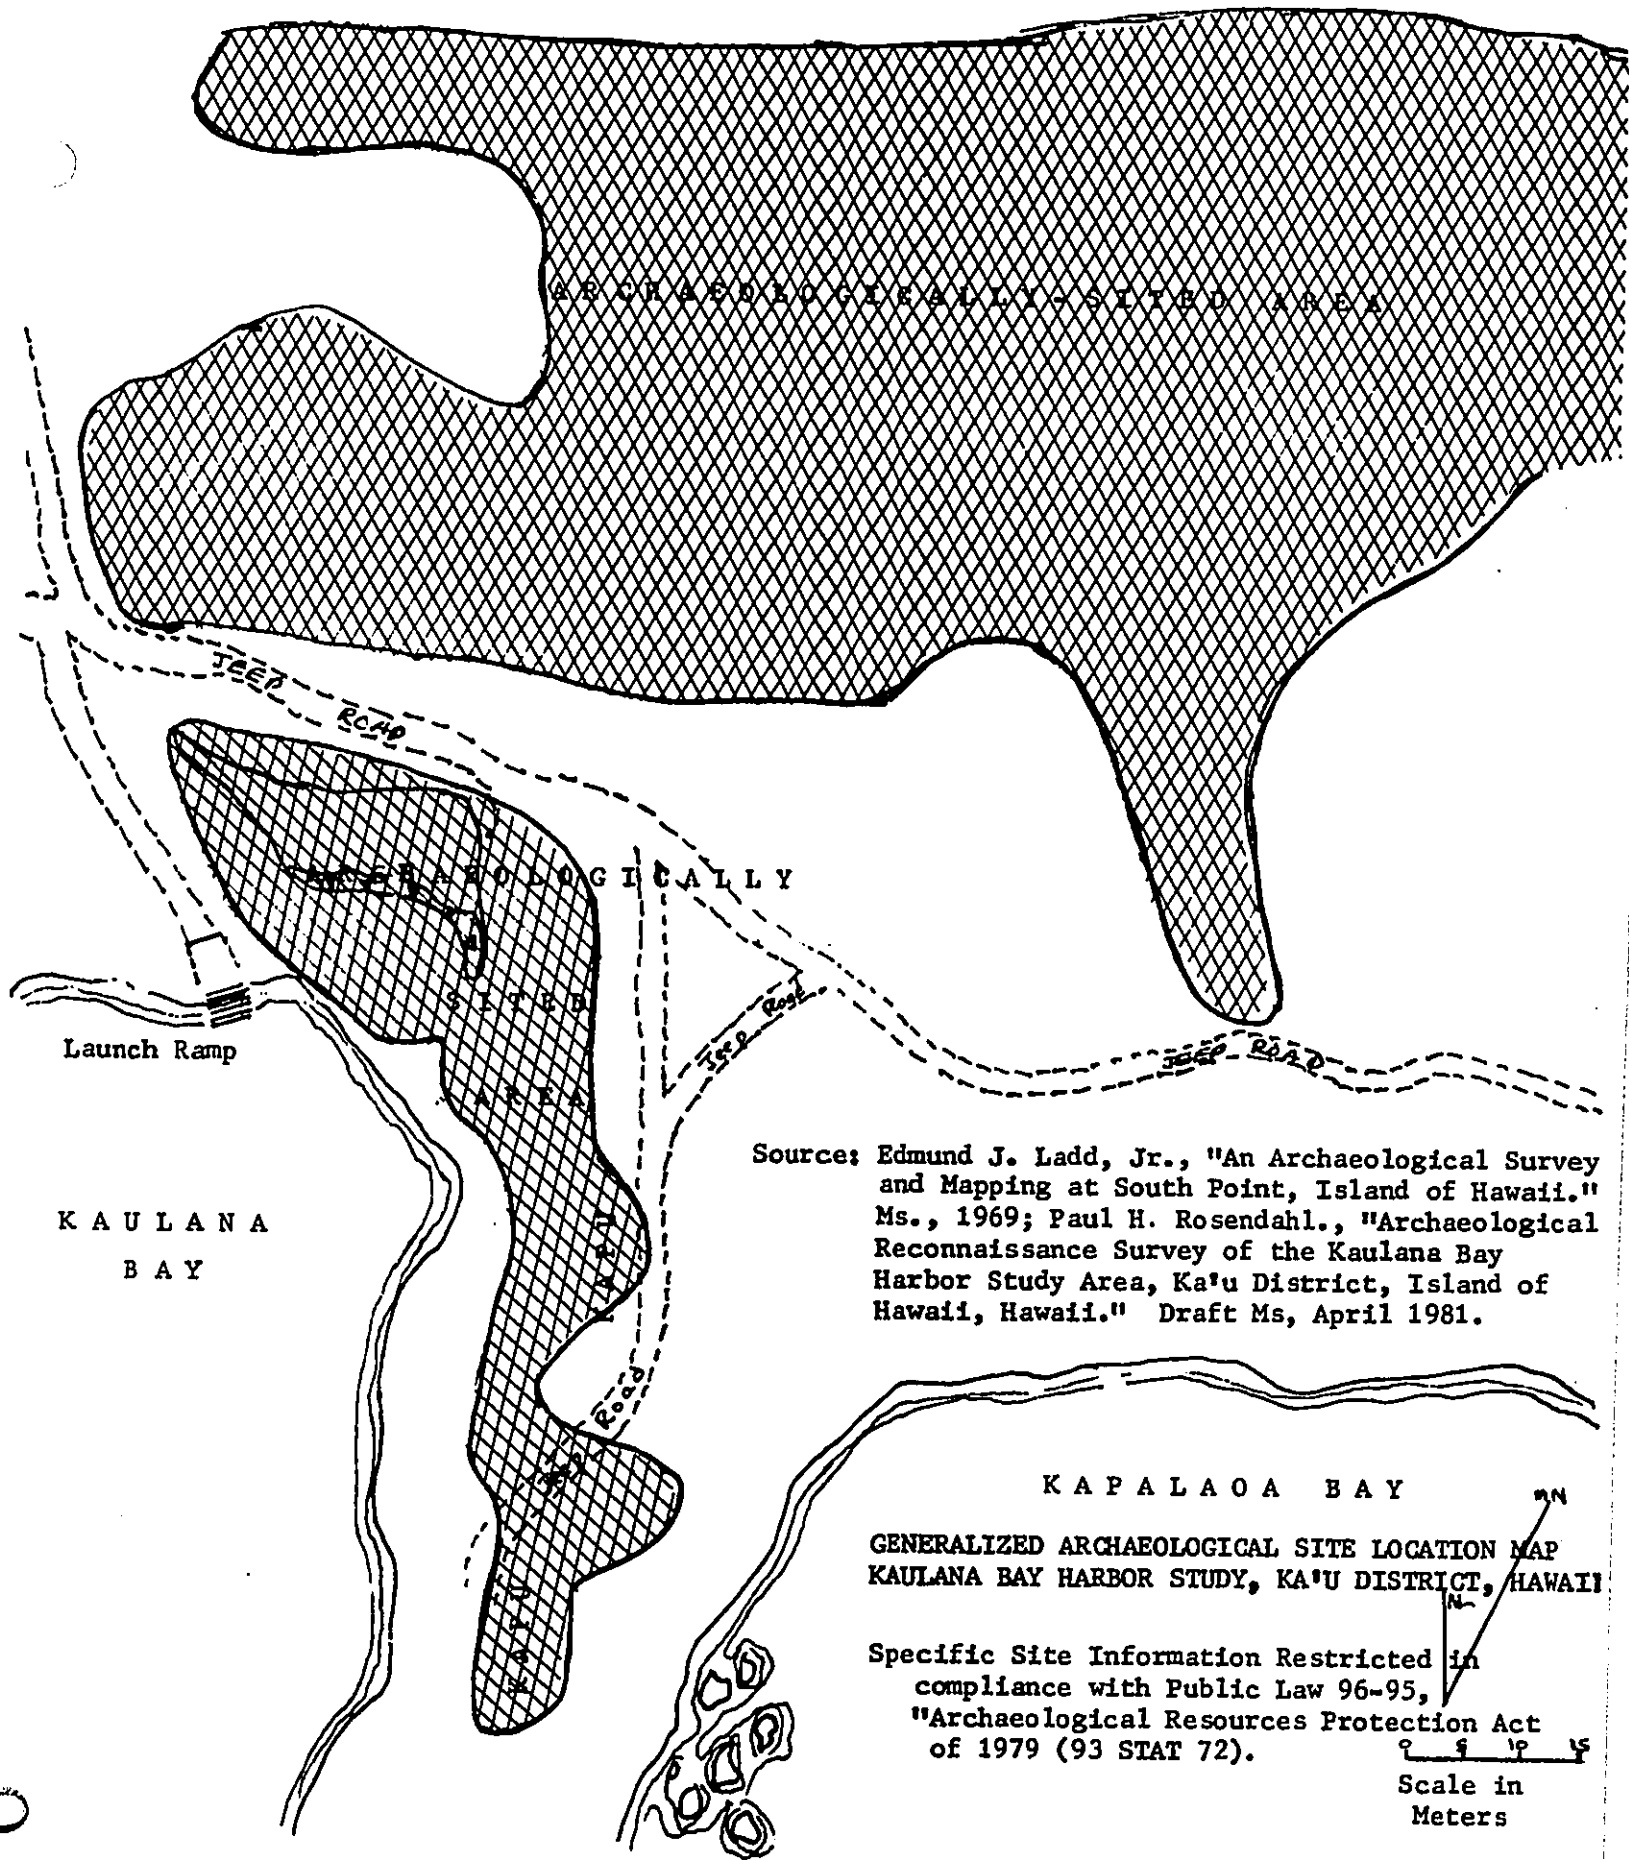 ARCHAEOLOGICALLY-SITED AREA
JEEP
ROAD
ARCHAEOLOGICALLY
SITED
AREA
Launch Ramp
Jeep Road
JEEP ROAD
KAULANA
BAY
Source: Edmund J. Ladd, Jr., "An Archaeological Survey
and Mapping at South Point, Island of Hawaii."
Ms., 1969; Paul H. Rosendahl., "Archaeological
Reconnaissance Survey of the Kaulana Bay
Harbor Study Area, Ka'u District, Island of
Hawaii, Hawaii." Draft Ms, April 1981.
Road
KAPALAOA BAY
MN
GENERALIZED ARCHAEOLOGICAL SITE LOCATION MAP
KAULANA BAY HARBOR STUDY, KA'U DISTRICT, HAWAII
N
Specific Site Information Restricted in
compliance with Public Law 96-95,
"Archaeological Resources Protection Act
of 1979 (93 STAT 72).
0 5 10 15
Scale in
Meters